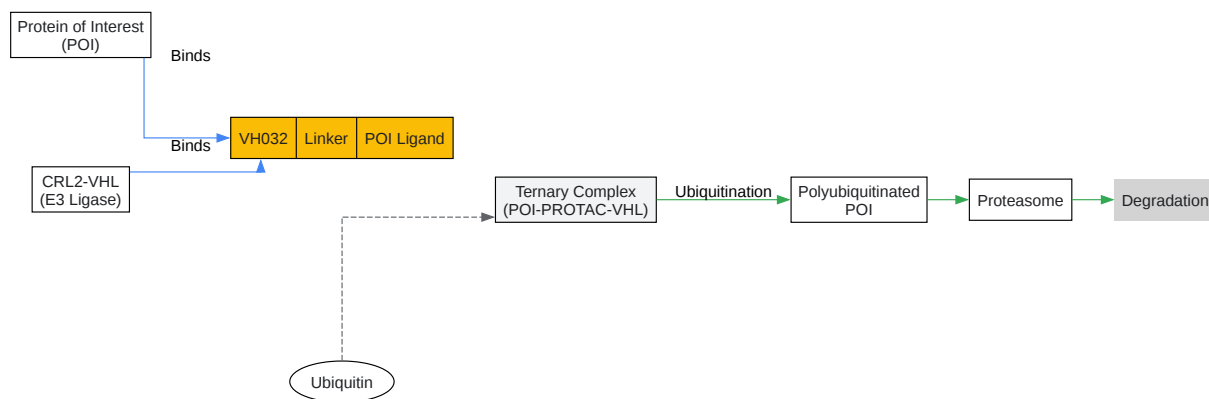 Protein of Interest
(POI)
Binds
Binds
VH032
Linker
POI Ligand
CRL2-VHL
(E3 Ligase)
Ternary Complex
(POI-PROTAC-VHL)
Ubiquitination
Polyubiquitinated
POI
Proteasome
Degradation
Ubiquitin